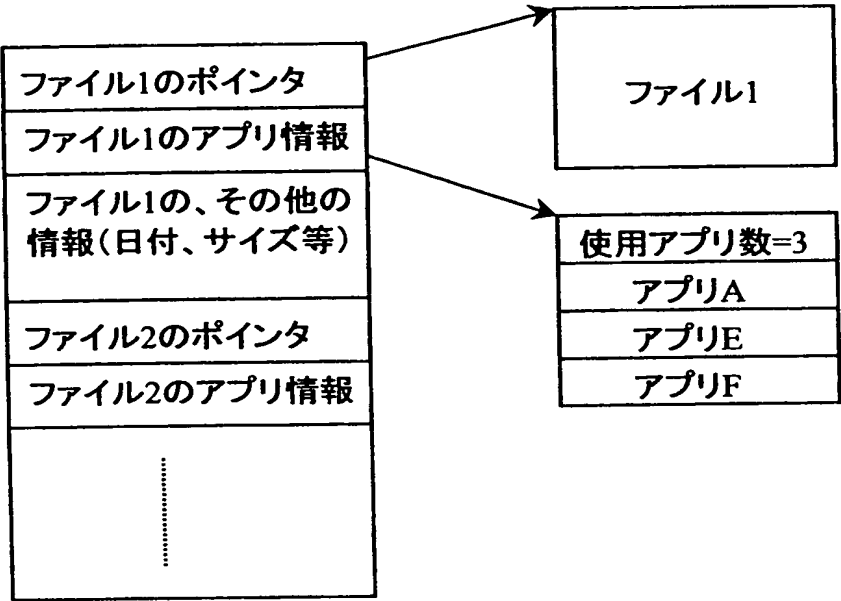 ファイル1のポインタ
ファイル1のアプリ情報
ファイル1の、その他の
情報(日付、サイズ等)
ファイル2のポインタ
ファイル2のアプリ情報
ファイル1
使用アプリ数=3
アプリA
アプリE
アプリF